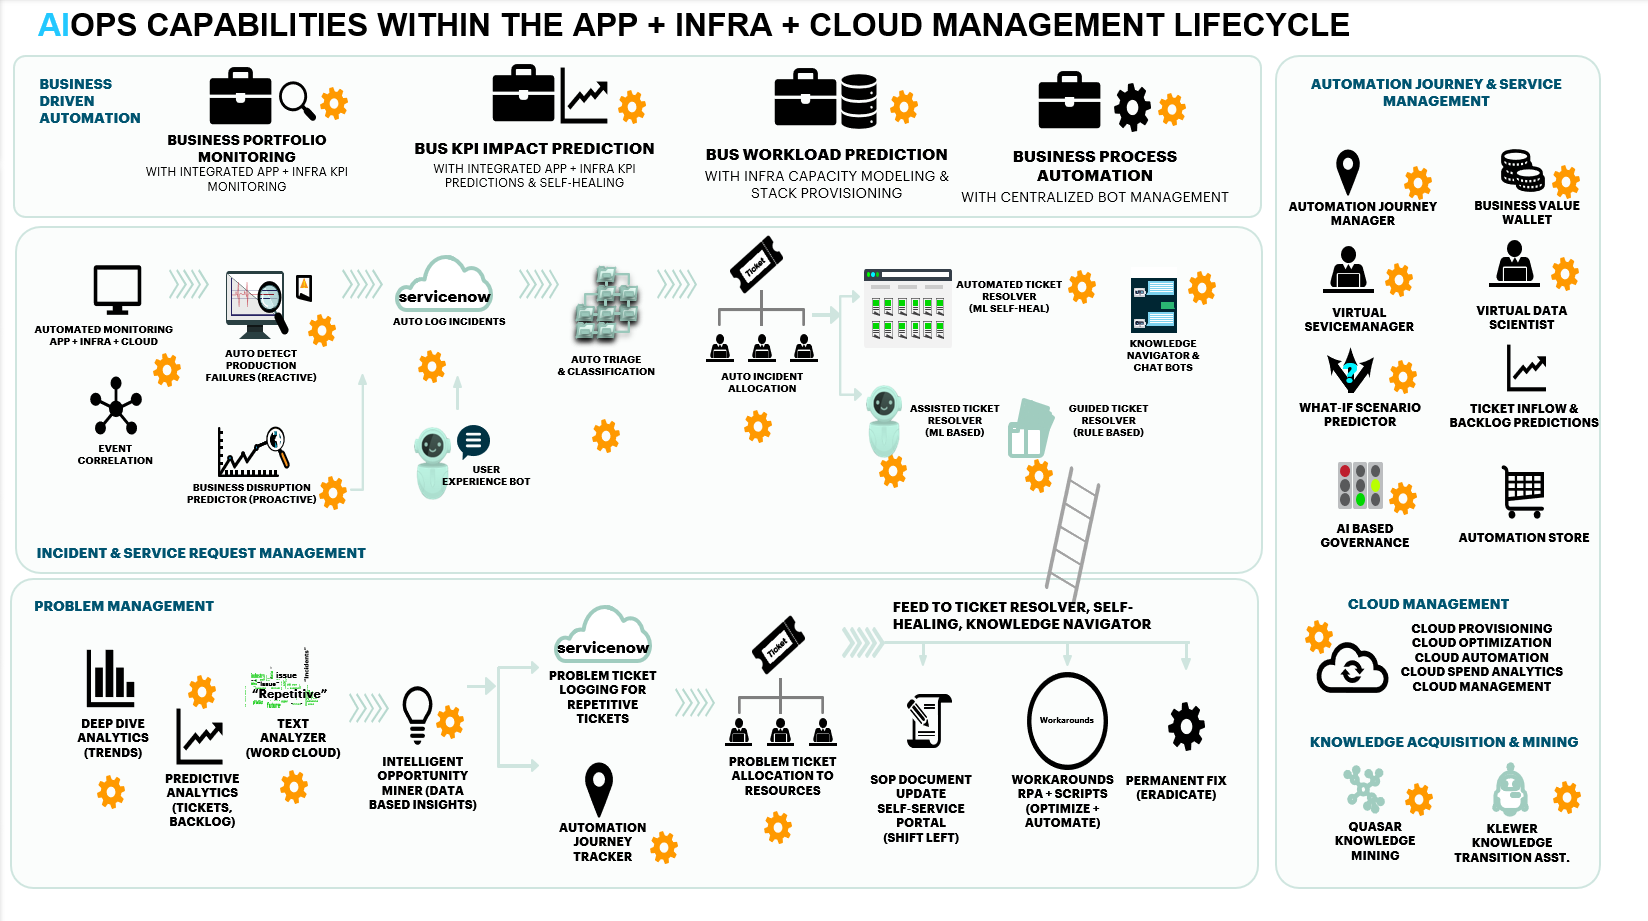 AIOPS CAPABILITIES WITHIN THE APP + INFRA + CLOUD MANAGEMENT LIFECYCLE
BUSINESS
DRIVEN
AUTOMATION
BUSINESS PORTFOLIO
MONITORING
WITH INTEGRATED APP + INFRA KPI
MONITORING
BUS KPI IMPACT PREDICTION
WITH INTEGRATED APP + INFRA KPI
PREDICTIONS & SELF-HEALING
BUS WORKLOAD PREDICTION
WITH INFRA CAPACITY MODELING &
STACK PROVISIONING
BUSINESS PROCESS
AUTOMATION
WITH CENTRALIZED BOT MANAGEMENT
AUTOMATED MONITORING
APP + INFRA + CLOUD
EVENT
CORRELATION
AUTO DETECT
PRODUCTION
FAILURES (REACTIVE)
BUSINESS DISRUPTION
PREDICTOR (PROACTIVE)
servicenow
AUTO LOG INCIDENTS
USER
EXPERIENCE BOT
AUTO TRIAGE
& CLASSIFICATION
Ticket
AUTO INCIDENT
ALLOCATION
AUTOMATED TICKET
RESOLVER
(ML SELF-HEAL)
KNOWLEDGE
NAVIGATOR &
CHAT BOTS
ASSISTED TICKET
RESOLVER
(ML BASED)
GUIDED TICKET
RESOLVER
(RULE BASED)
INCIDENT & SERVICE REQUEST MANAGEMENT
PROBLEM MANAGEMENT
DEEP DIVE
ANALYTICS
(TRENDS)
PREDICTIVE
ANALYTICS
(TICKETS,
BACKLOG)
issue
"Incidents"
"issue"
"Repetitive"
future
TEXT
ANALYZER
(WORD CLOUD)
INTELLIGENT
OPPORTUNITY
MINER (DATA
BASED INSIGHTS)
servicenow
PROBLEM TICKET
LOGGING FOR
REPETITIVE
TICKETS
AUTOMATION
JOURNEY
TRACKER
Ticket
PROBLEM TICKET
ALLOCATION TO
RESOURCES
FEED TO TICKET RESOLVER, SELF-
HEALING, KNOWLEDGE NAVIGATOR
SOP DOCUMENT
UPDATE
SELF-SERVICE
PORTAL
(SHIFT LEFT)
Workarounds
WORKAROUNDS
RPA + SCRIPTS
(OPTIMIZE +
AUTOMATE)
PERMANENT FIX
(ERADICATE)
AUTOMATION JOURNEY & SERVICE
MANAGEMENT
AUTOMATION JOURNEY
MANAGER
BUSINESS VALUE
WALLET
VIRTUAL
SEVICEMANAGER
VIRTUAL DATA
SCIENTIST
?
WHAT-IF SCENARIO
PREDICTOR
TICKET INFLOW &
BACKLOG PREDICTIONS
AI BASED
GOVERNANCE
AUTOMATION STORE
CLOUD MANAGEMENT
CLOUD PROVISIONING
CLOUD OPTIMIZATION
CLOUD AUTOMATION
CLOUD SPEND ANALYTICS
CLOUD MANAGEMENT
KNOWLEDGE ACQUISITION & MINING
QUASAR
KNOWLEDGE
MINING
KLEWER
KNOWLEDGE
TRANSITION ASST.